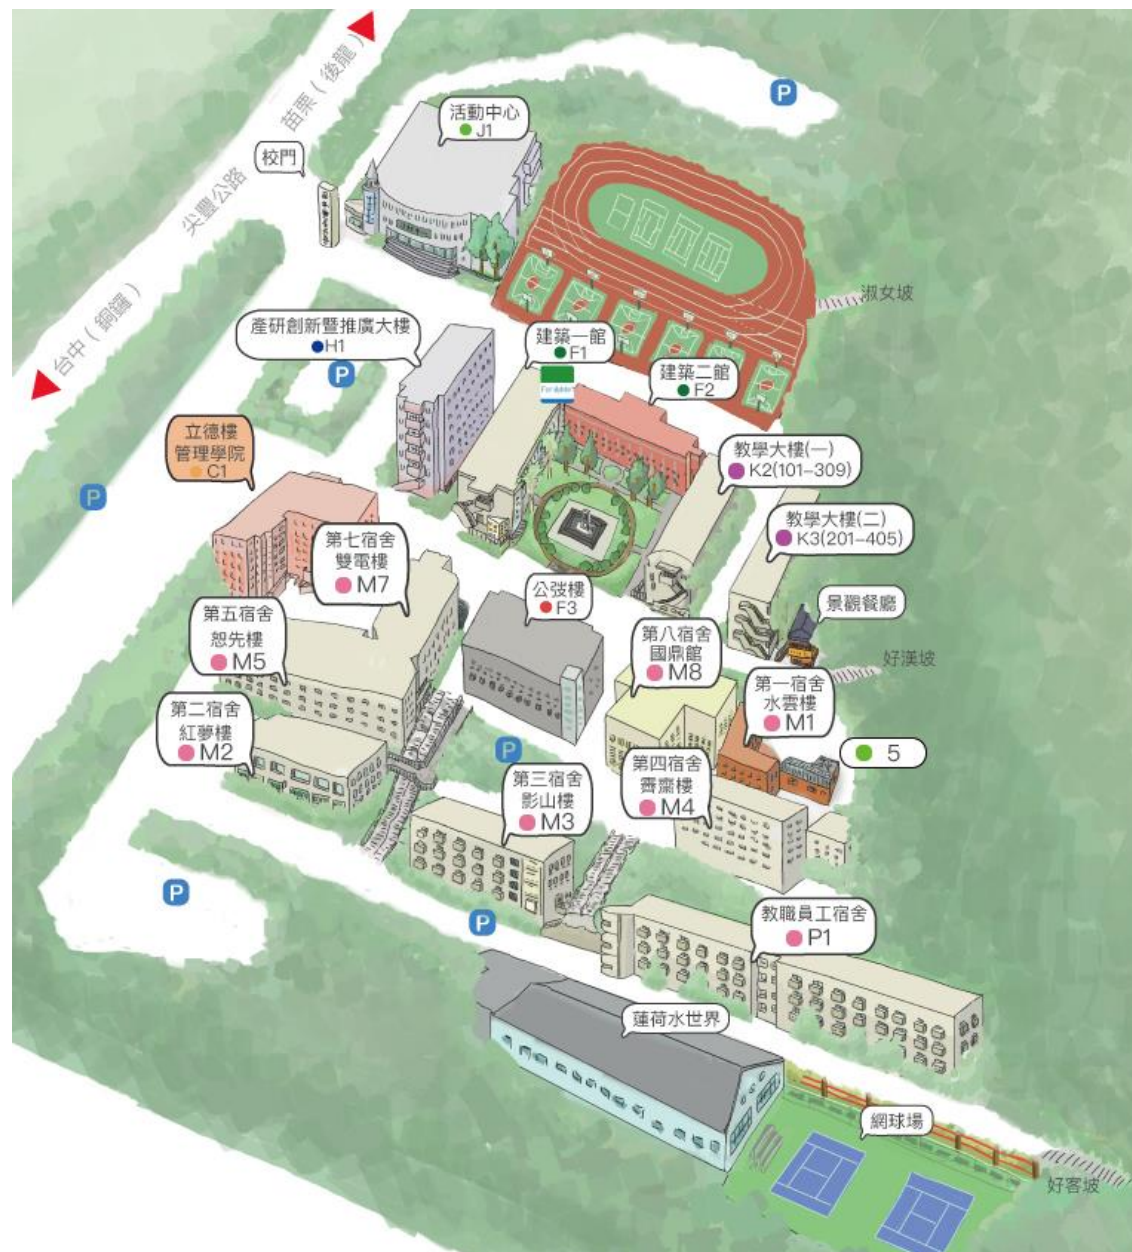 苗栗（後龍）
尖豐公路
台中（銅鑼）
P
活動中心
J1
校門
淑女坡
產研創新暨推廣大樓
H1
建築一館
F1
FamilyMart
建築二館
F2
P
立德樓
管理學院
C1
P
教學大樓(一)
K2(101–309)
教學大樓(二)
K3(201–405)
第七宿舍
雙電樓
M7
公弢樓
F3
景觀餐廳
好漢坡
第五宿舍
恕先樓
M5
第八宿舍
國鼎館
M8
第一宿舍
水雲樓
M1
第二宿舍
紅夢樓
M2
P
5
第三宿舍
影山樓
M3
第四宿舍
霽齋樓
M4
P
P
教職員工宿舍
P1
蓮荷水世界
網球場
好客坡